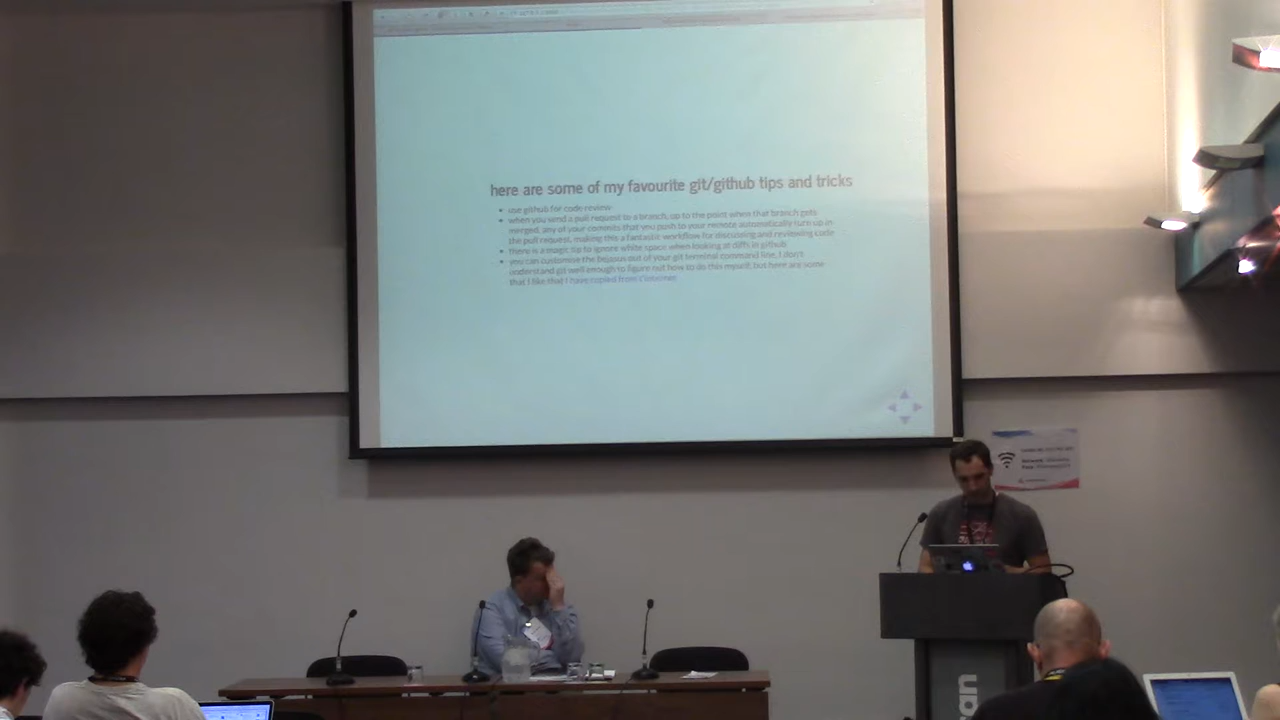 here are some of my favourite git/github tips and tricks
use github for code review
when you send a pull request to a branch, up to the point when that branch gets
merged, any of your commits that you push to your remote automatically turn up in
the pull request, making this a fantastic workflow for discussing and reviewing code
there is a magic tip to ignore white space when looking at diffs in github
you can customise the bejasus out of your git terminal command line, I don't
understand git well enough to figure out how to do this myself, but here are some
that I like that I have copied from t'internet